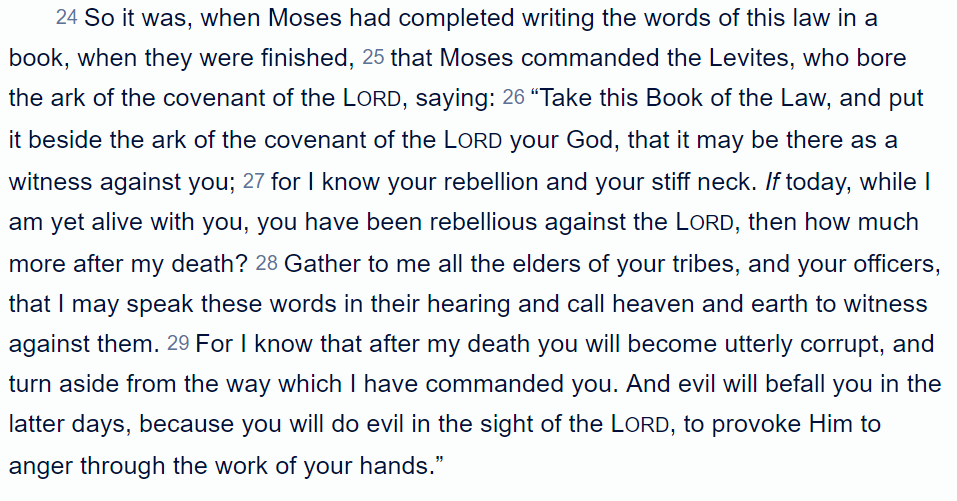 24 So it was, when Moses had completed writing the words of this law in a
book, when they were finished, 25 that Moses commanded the Levites, who bore
the ark of the covenant of the LORD, saying: 26 “Take this Book of the Law, and put
it beside the ark of the covenant of the LORD your God, that it may be there as a
witness against you; 27 for I know your rebellion and your stiff neck. If today, while I
am yet alive with you, you have been rebellious against the LORD, then how much
more after my death? 28 Gather to me all the elders of your tribes, and your officers,
that I may speak these words in their hearing and call heaven and earth to witness
against them. 29 For I know that after my death you will become utterly corrupt, and
turn aside from the way which I have commanded you. And evil will befall you in the
latter days, because you will do evil in the sight of the LORD, to provoke Him to
anger through the work of your hands.”